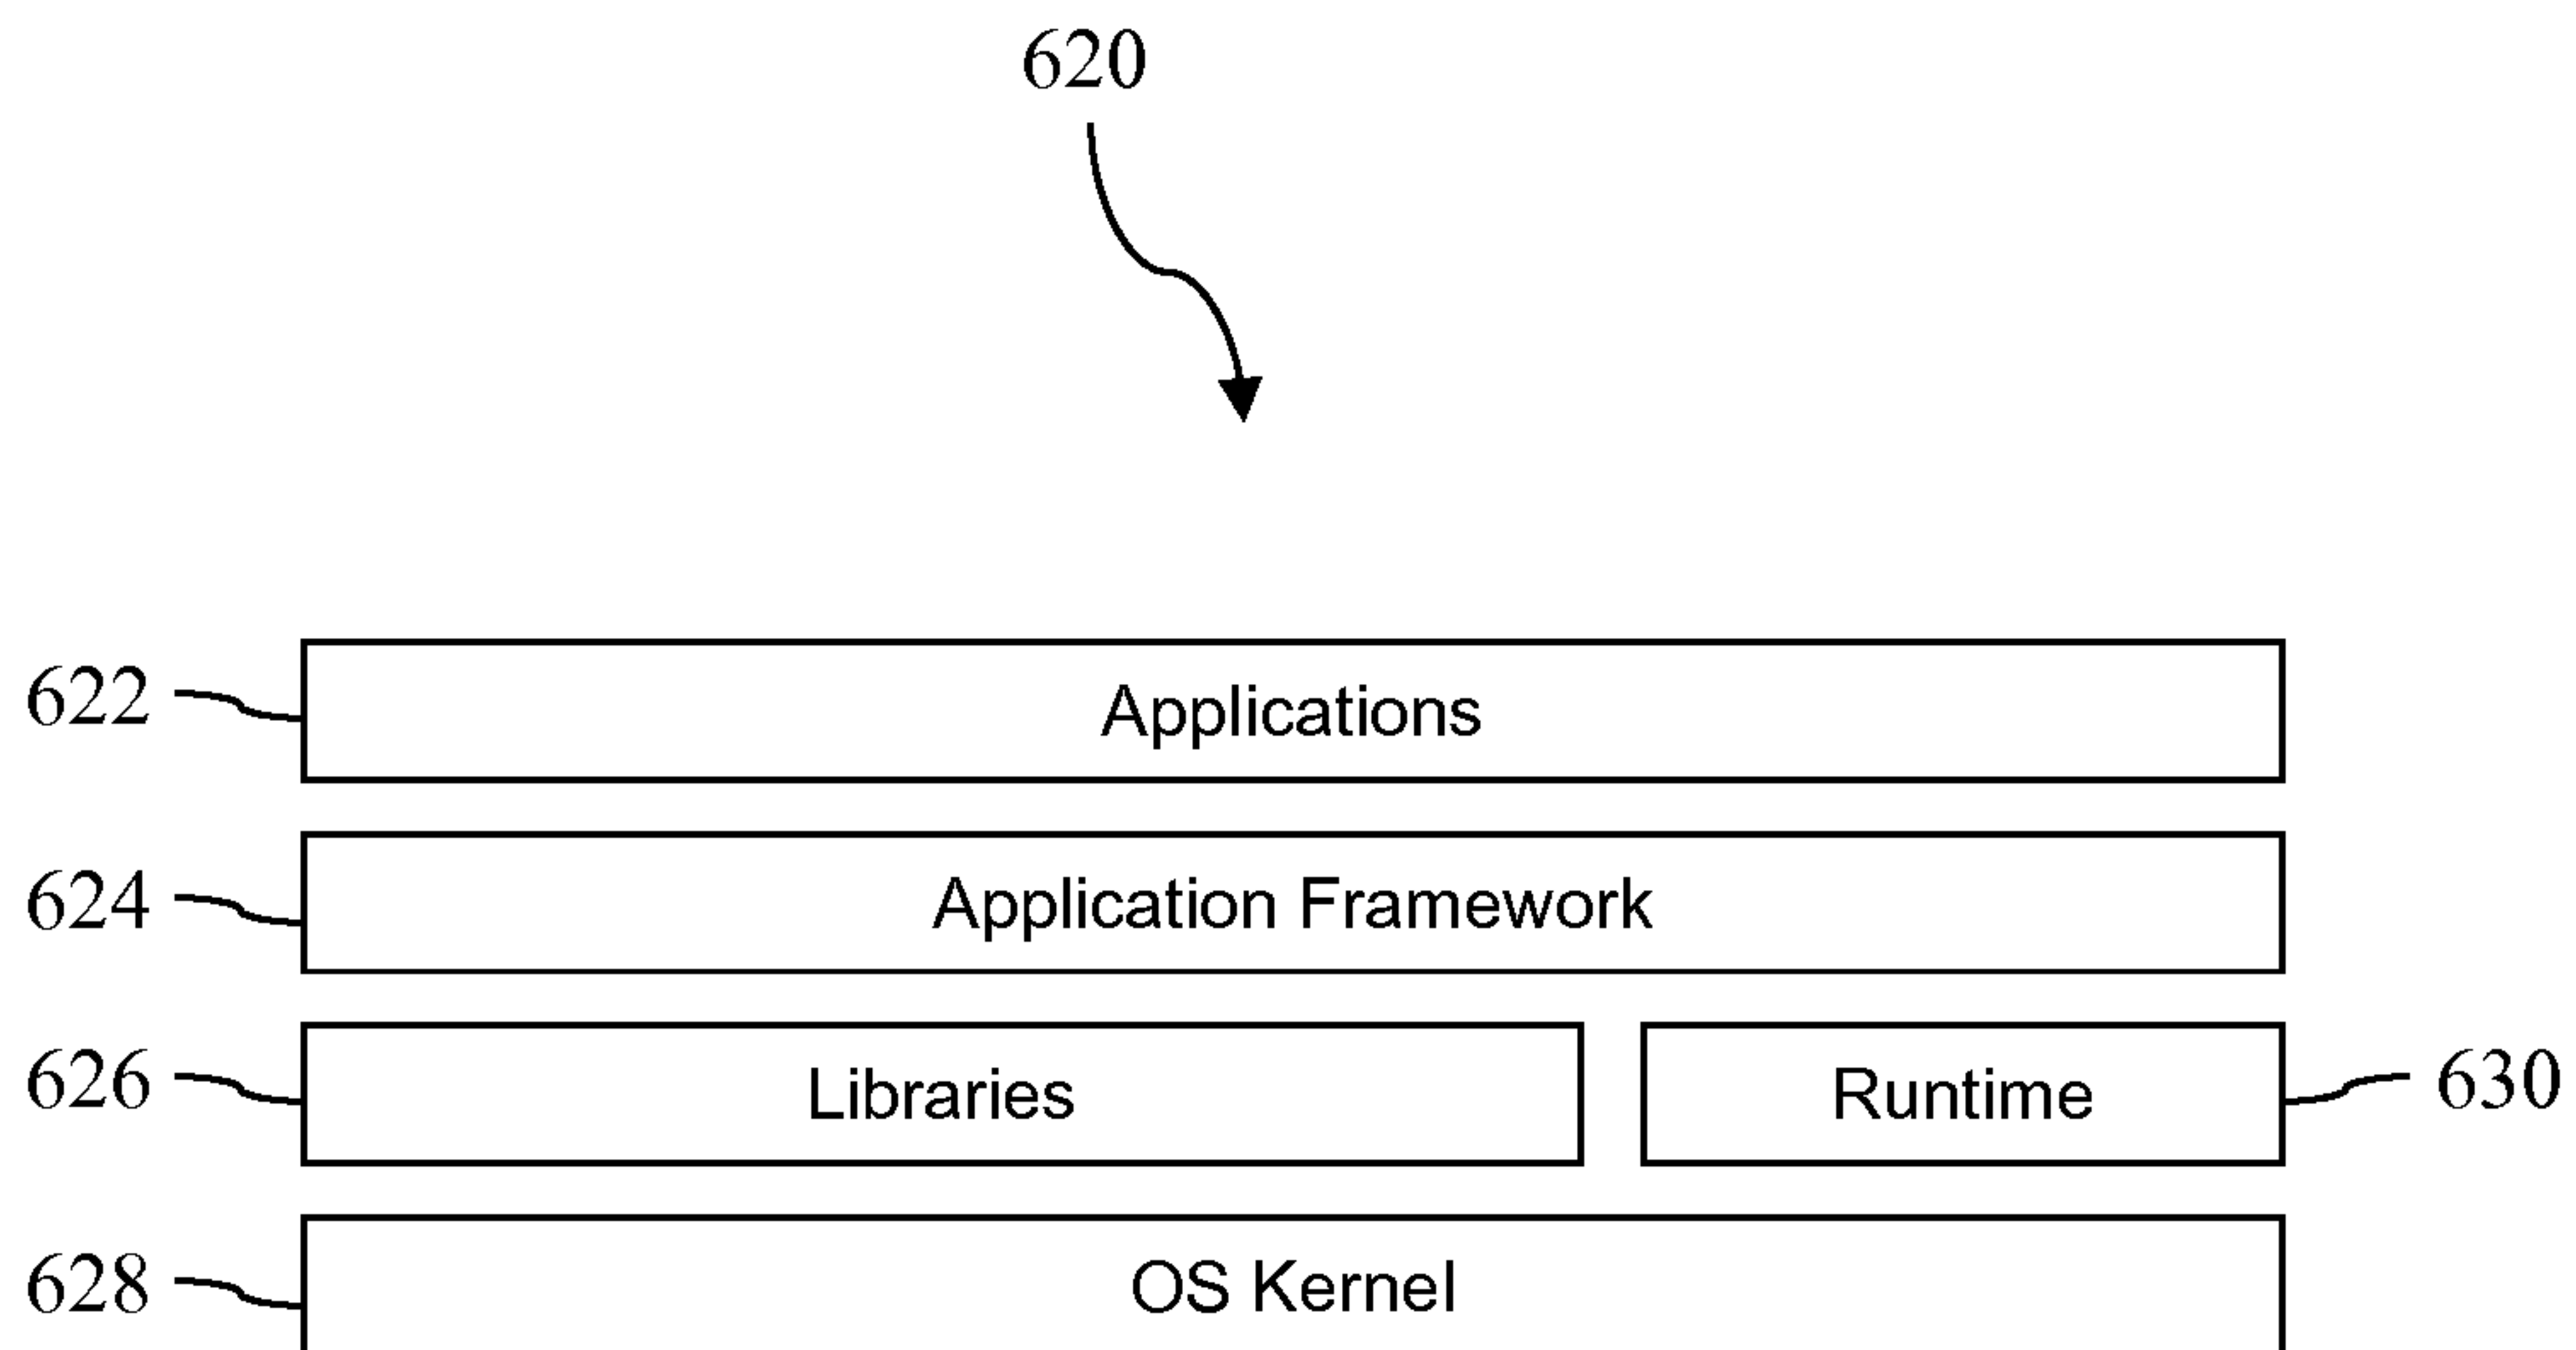 620
622 Applications
624 Application Framework
626 Libraries Runtime 630
628 OS Kernel